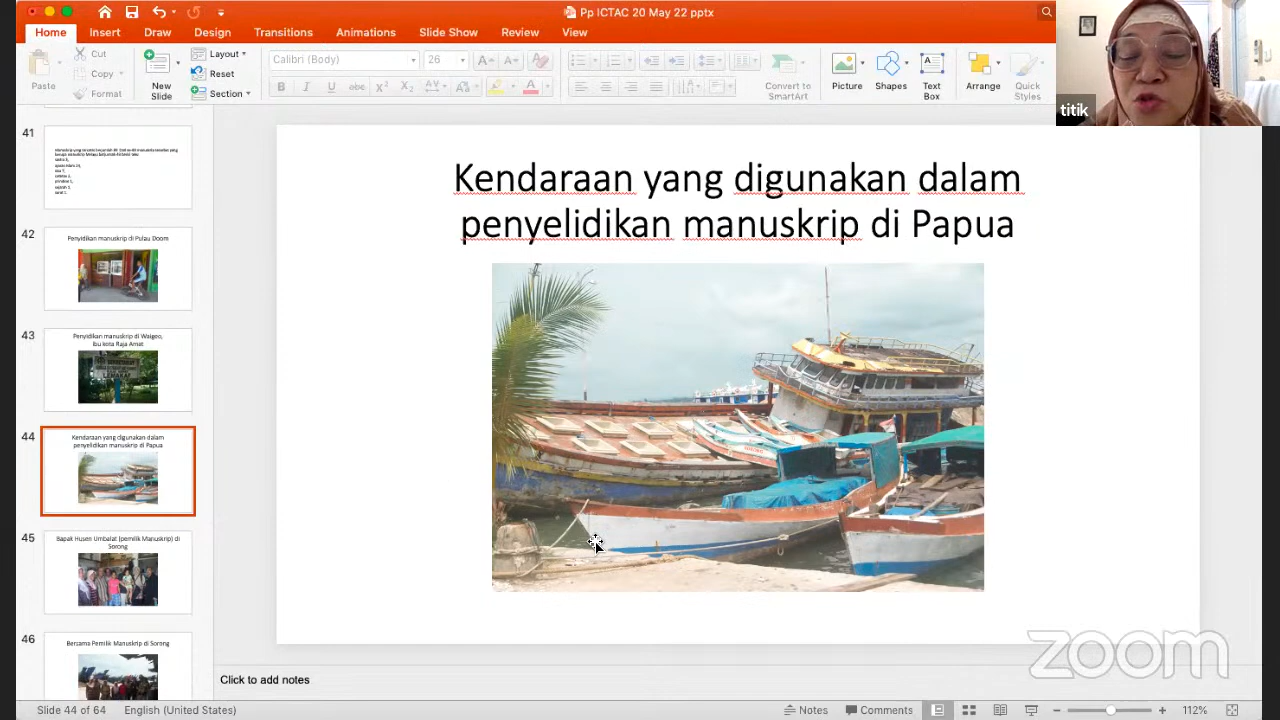 Pp ICTAC 20 May 22 pptx
Home
Insert
Draw
Design
Transitions
Animations
Slide Show
Review
View
Paste
Cut
Copy
Format
New
Slide
Layout
Reset
Section
Calibri (Body)
26
Convert to
SmartArt
Picture
Shapes
Text
Box
Arrange
Quick
Styles
titik
41
42
Penyidikan manuskrip di Pulau Doom
43
Penyidikan manuskrip di Waigeo,
Ibu kota Raja Amat
44
Kendaraan yang digunakan dalam
penyelidikan manuskrip di Papua
45
Bapak Husen Umbalat (pemilik Manuskrip) di
Sorong
46
Bersama Pemilik Manuskrip di Sorong
Kendaraan yang digunakan dalam
penyelidikan manuskrip di Papua
zoom
Click to add notes
Slide 44 of 64
English (United States)
Notes
Comments
112%